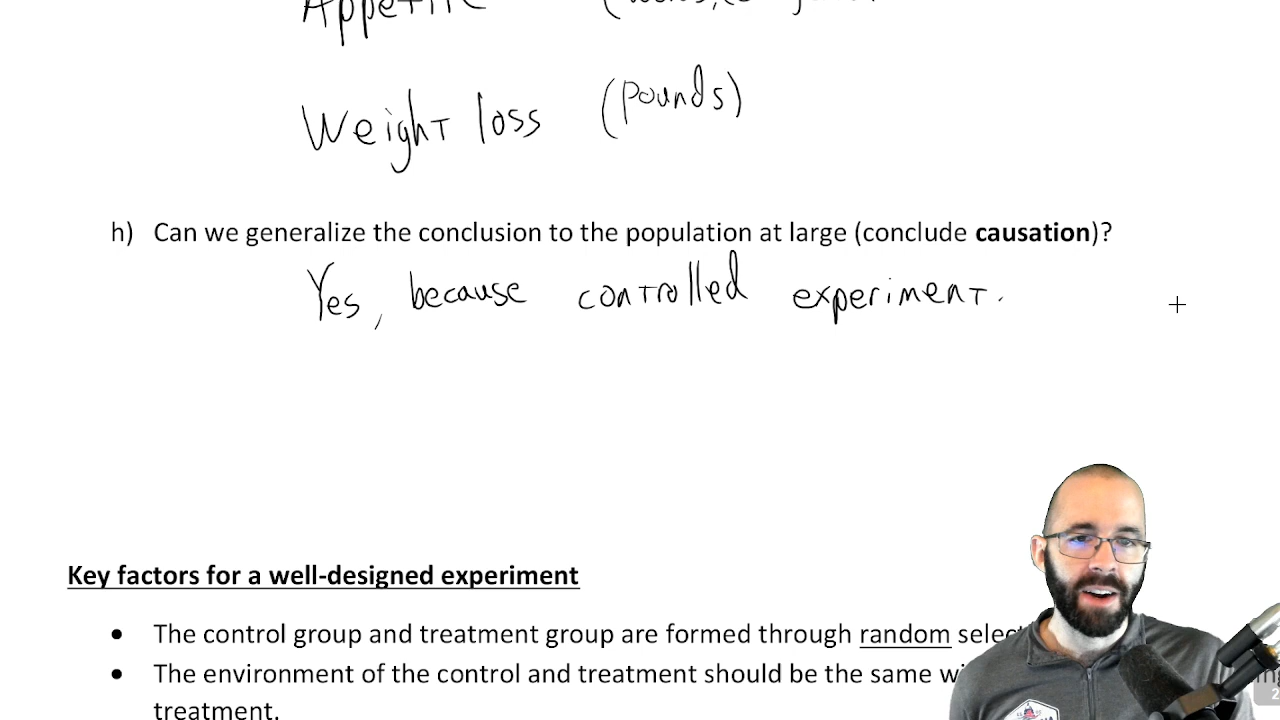 Appetite
Weight loss (pounds)
h) Can we generalize the conclusion to the population at large (conclude causation)?
Yes, because controlled experiment.
Key factors for a well-designed experiment
• The control group and treatment group are formed through random
• The environment of the control and treatment should be the same
treatment.
2